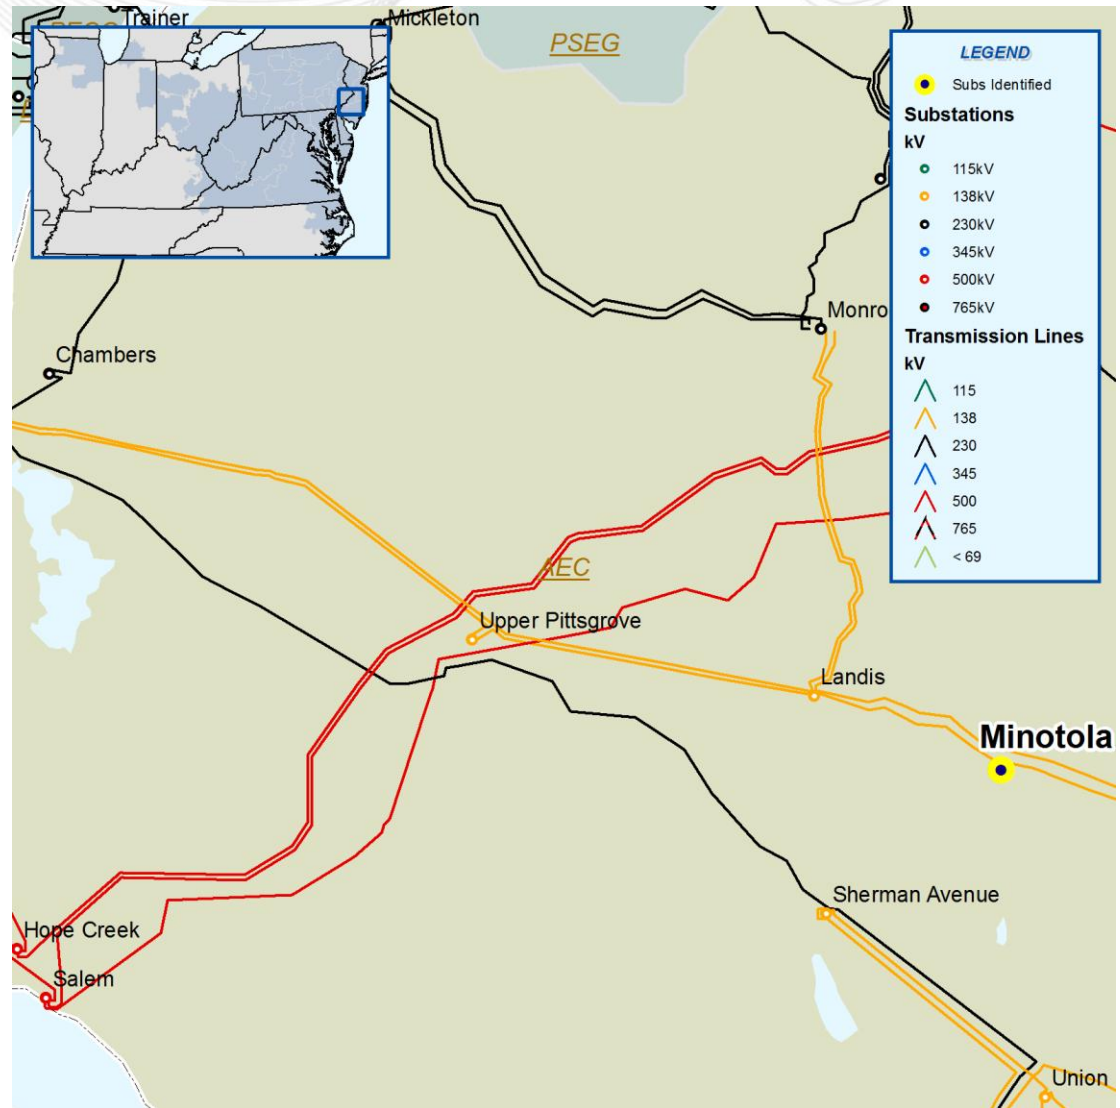 Trainer
Mickleton
PSEG
LEGEND
Subs Identified
Substations
kV
115kV
138kV
230kV
345kV
500kV
765kV
Monro
Transmission Lines
kV
115
138
230
345
500
765
< 69
Chambers
AEC
Upper Pittsgrove
Landis
Minotola
Sherman Avenue
Hope Creek
Salem
Union